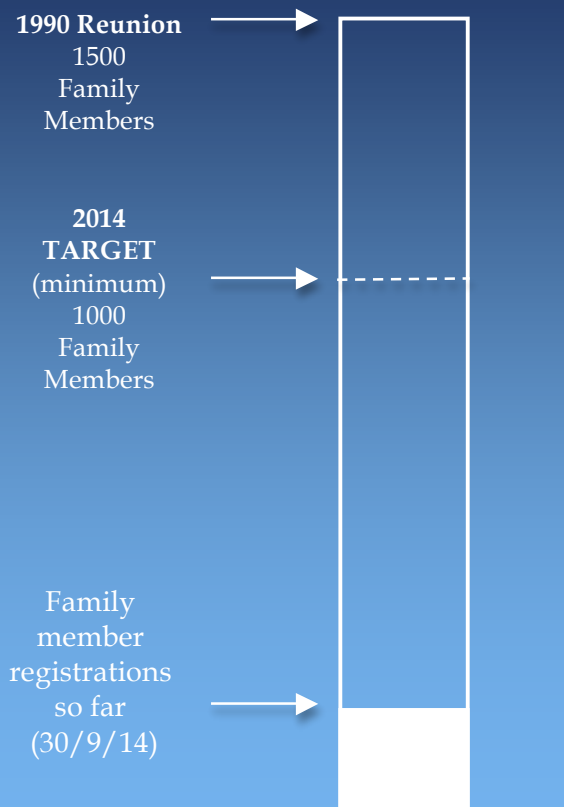 1990 Reunion
1500
Family
Members
2014
TARGET
(minimum)
1000
Family
Members
Family
member
registrations
so far
(30/9/14)